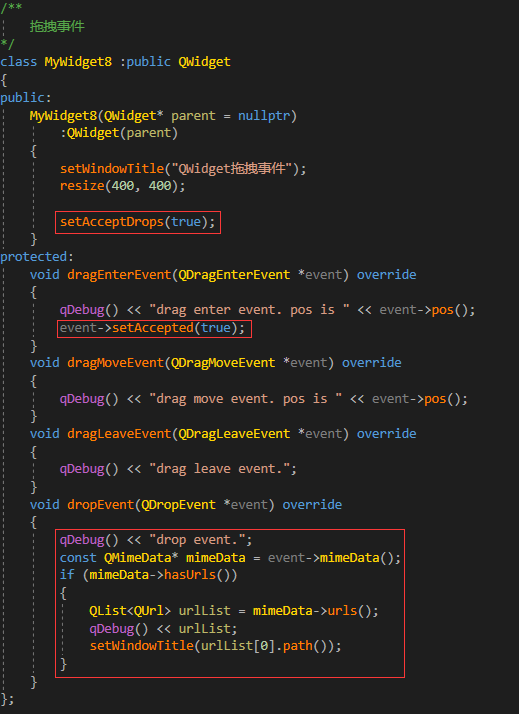 /**
拖拽事件
*/
class MyWidget8 :public QWidget
{
public:
MyWidget8(QWidget* parent = nullptr)
:QWidget(parent)
{
setWindowTitle("QWidget拖拽事件");
resize(400, 400);
setAcceptDrops(true);
}
protected:
void dragEnterEvent(QDragEnterEvent *event) override
{
qDebug() << "drag enter event. pos is " << event->pos();
event->setAccepted(true);
}
void dragMoveEvent(QDragMoveEvent *event) override
{
qDebug() << "drag move event. pos is " << event->pos();
}
void dragLeaveEvent(QDragLeaveEvent *event) override
{
qDebug() << "drag leave event.";
}
void dropEvent(QDropEvent *event) override
{
qDebug() << "drop event.";
const QMimeData* mimeData = event->mimeData();
if (mimeData->hasUrls())
{
QList<QUrl> urlList = mimeData->urls();
qDebug() << urlList;
setWindowTitle(urlList[0].path());
}
}
};